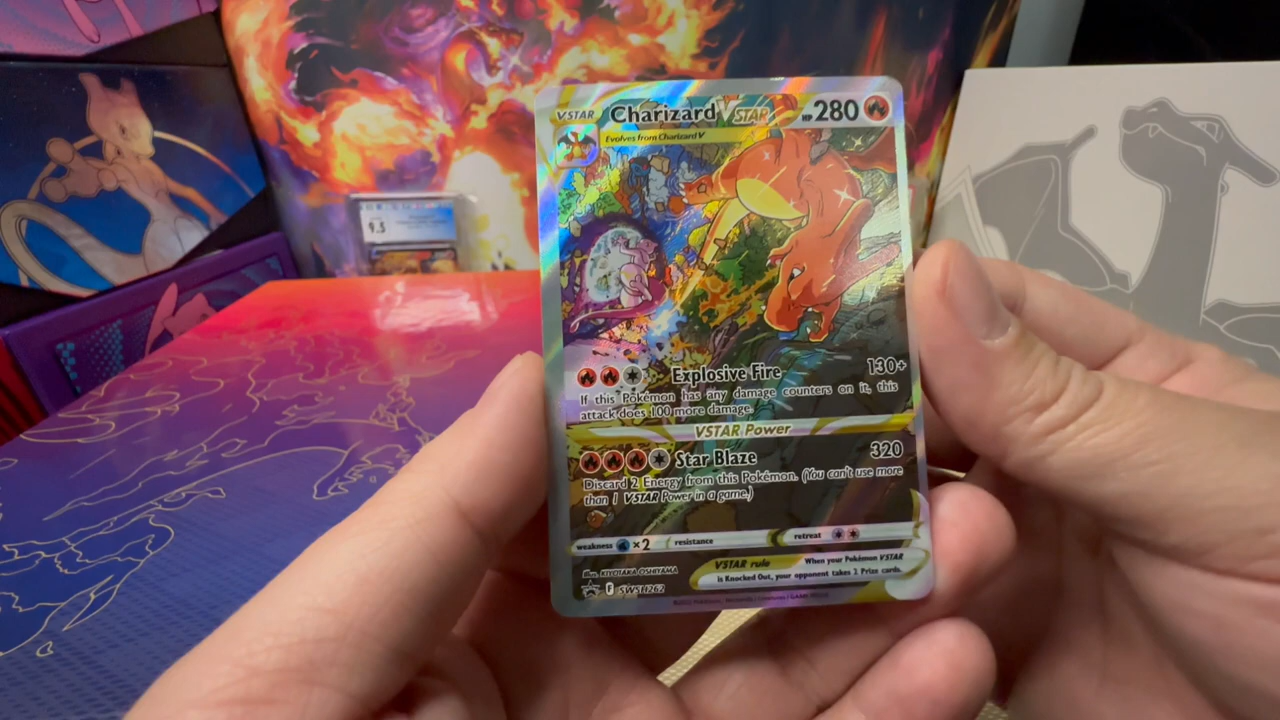 VSTAR Charizard VSTAR HP 280
Evolves from Charizard V
9.5
Explosive Fire 130+
If this Pokémon has any damage counters on it, this
attack does 100 more damage.
VSTAR Power
Star Blaze 320
Discard 2 Energy from this Pokémon. (You can't use more
than 1 VSTAR Power in a game.)
weakness ×2 resistance retreat
VSTAR rule When your Pokémon VSTAR
is Knocked Out, your opponent takes 2 Prize cards.
Illus. KIYOTAKA OSHIYAMA
F SWSH262